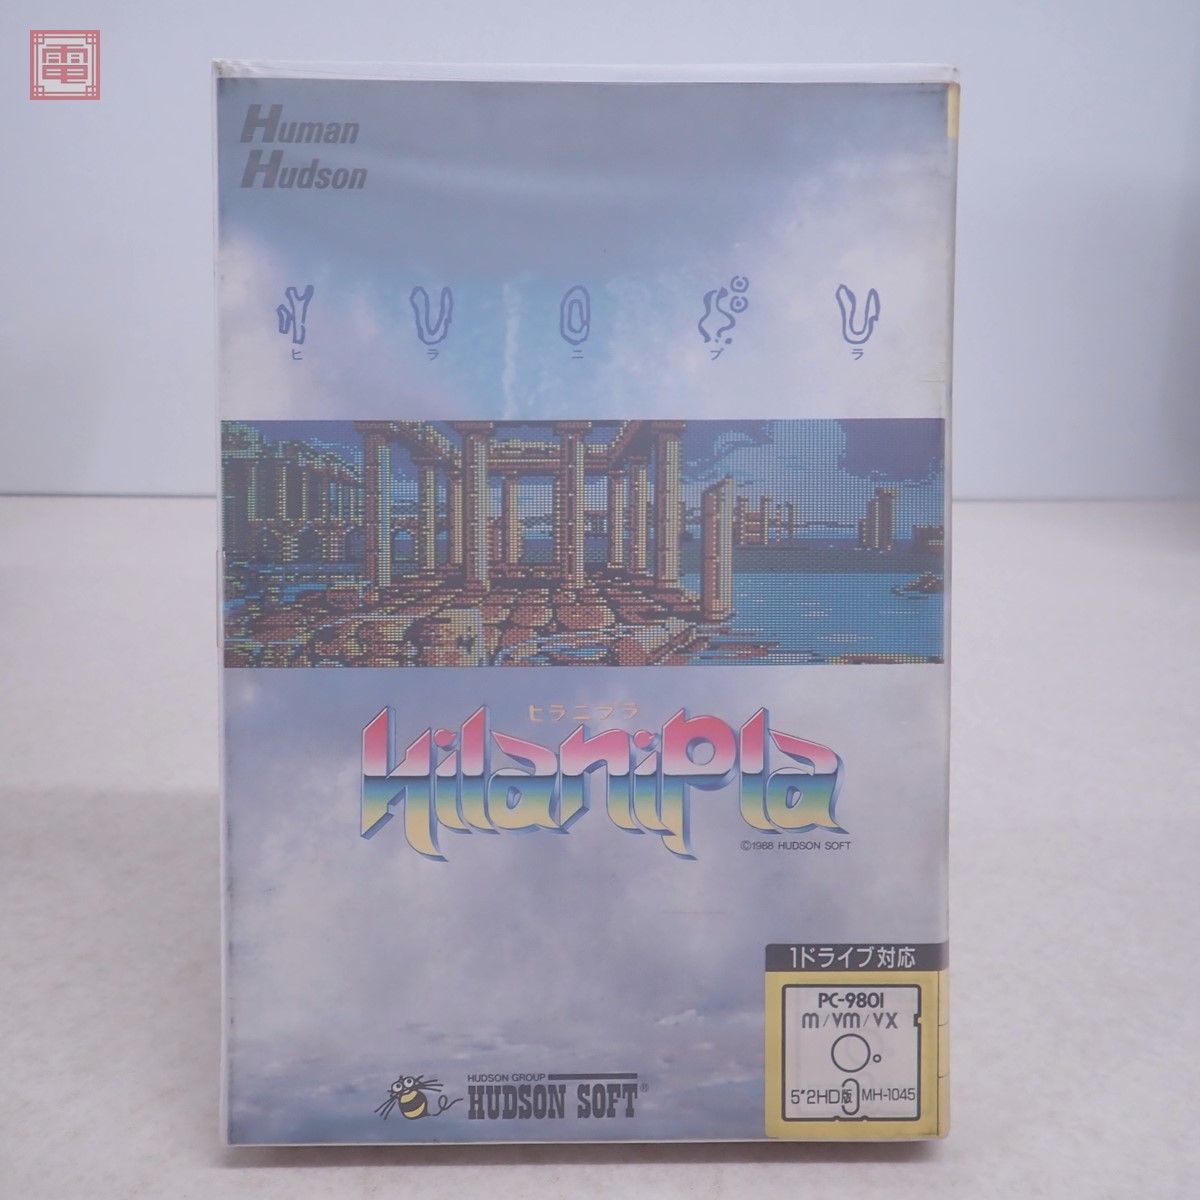 電
Human
Hudson
ヒラニプラ
ヒラニプラ
HilaniPla
©1988 HUDSON SOFT
1ドライブ対応
PC-9801
m/vm/vx
5"2HD版 MH-1045
HUDSON GROUP
HUDSON SOFT®